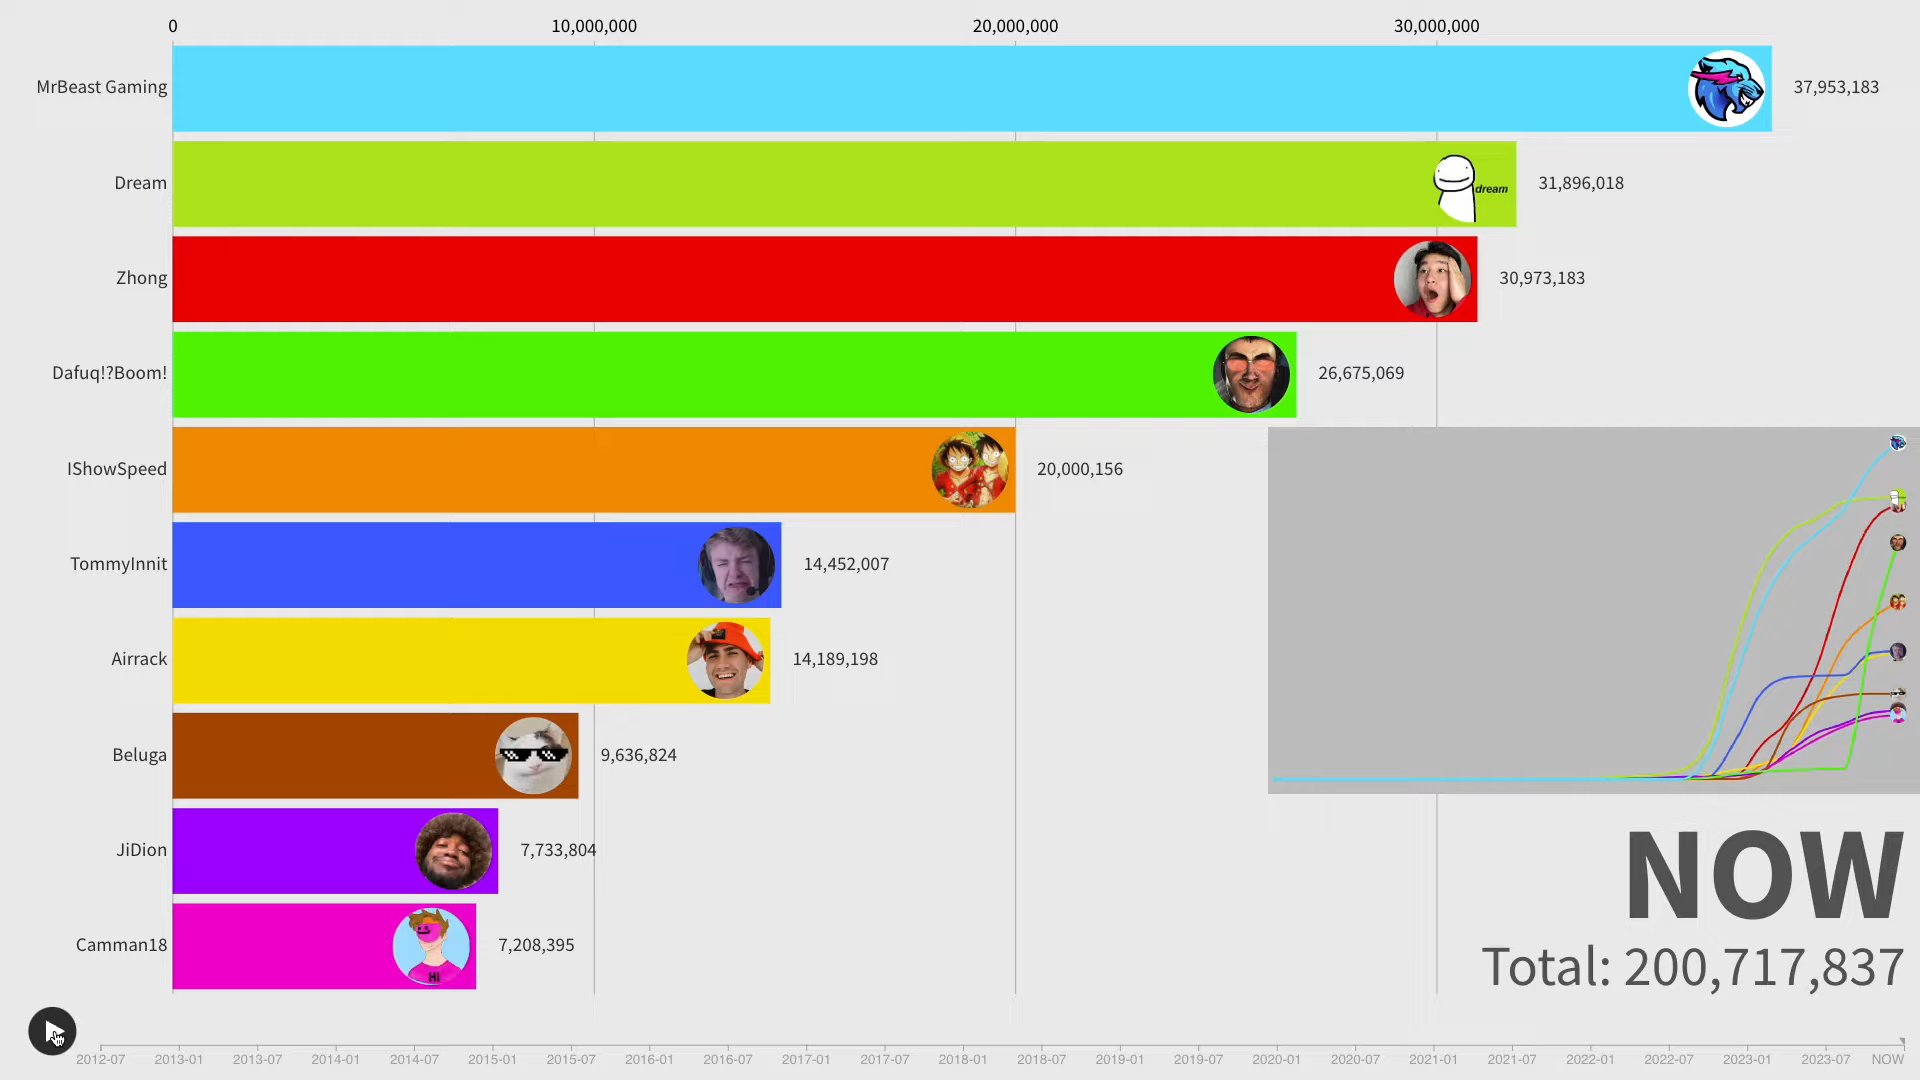 0 10,000,000 20,000,000 30,000,000
MrBeast Gaming 37,953,183
Dream dream 31,896,018
Zhong 30,973,183
Dafuq!?Boom! 26,675,069
IShowSpeed 20,000,156
TommyInnit 14,452,007
Airrack 14,189,198
Beluga 9,636,824
JiDion 7,733,804
Camman18 HI 7,208,395
NOW
Total: 200,717,837
2012-07 2013-01 2013-07 2014-01 2014-07 2015-01 2015-07 2016-01 2016-07 2017-01 2017-07 2018-01 2018-07 2019-01 2019-07 2020-01 2020-07 2021-01 2021-07 2022-01 2022-07 2023-01 2023-07 NOW